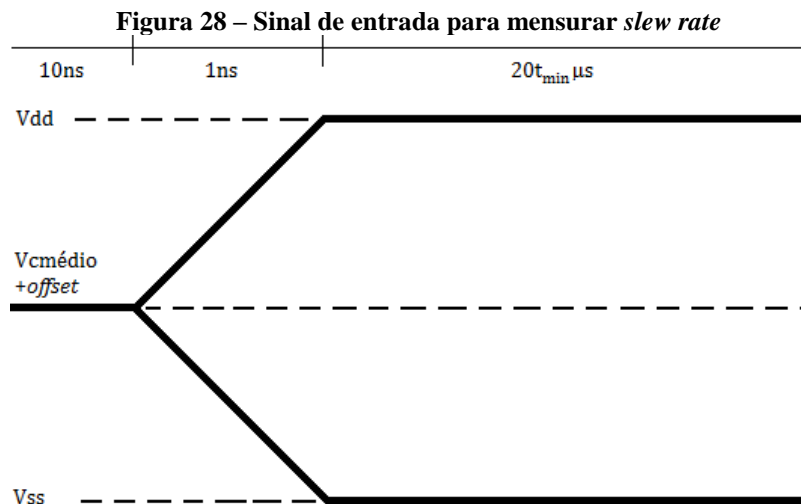 Figura 28 – Sinal de entrada para mensurar slew rate
10ns 1ns 20tmin μs
Vdd
Vcmédio
+offset
Vss